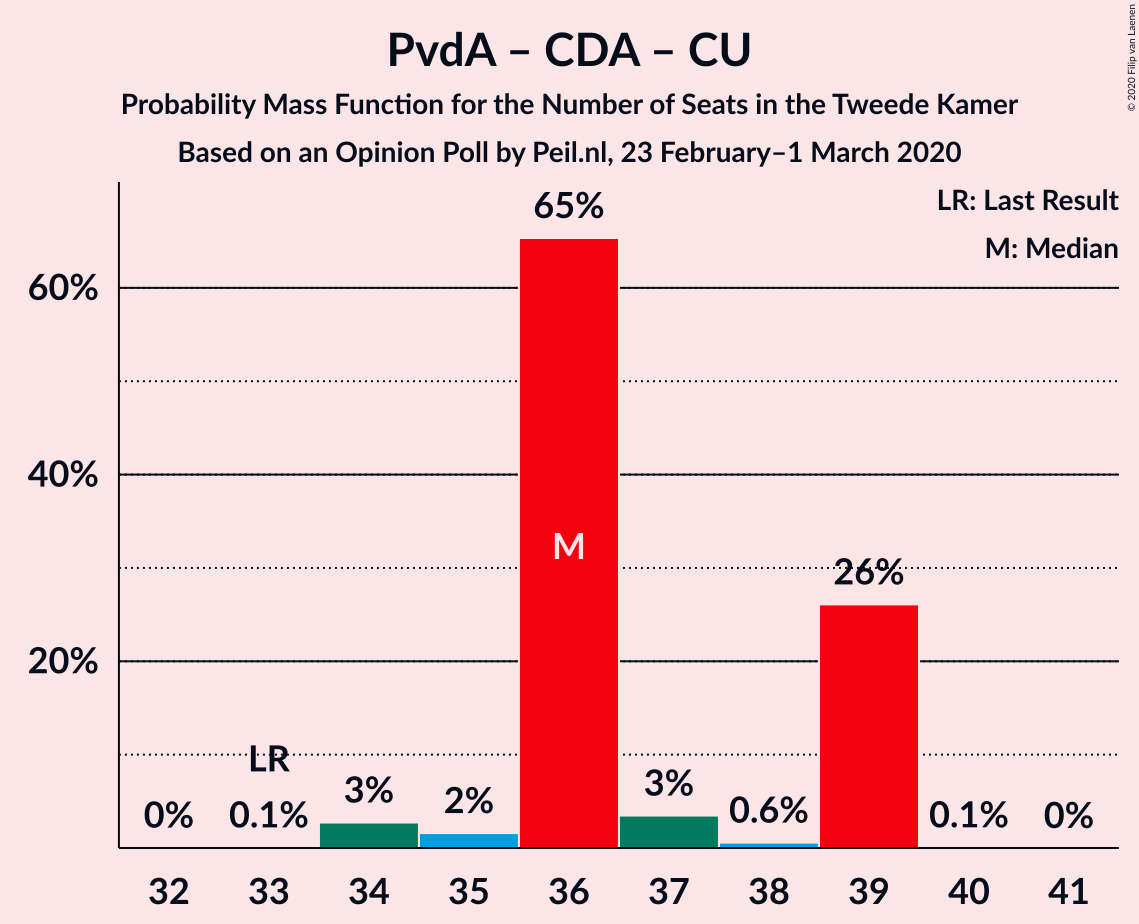 PvdA – CDA – CU
Probability Mass Function for the Number of Seats in the Tweede Kamer
Based on an Opinion Poll by Peil.nl, 23 February–1 March 2020
© 2020 Filip van Laenen
LR: Last Result
M: Median
65%
60%
40%
M
26%
20%
LR
0%
0.1%
3%
2%
3%
0.6%
0.1%
0%
32 33 34 35 36 37 38 39 40 41